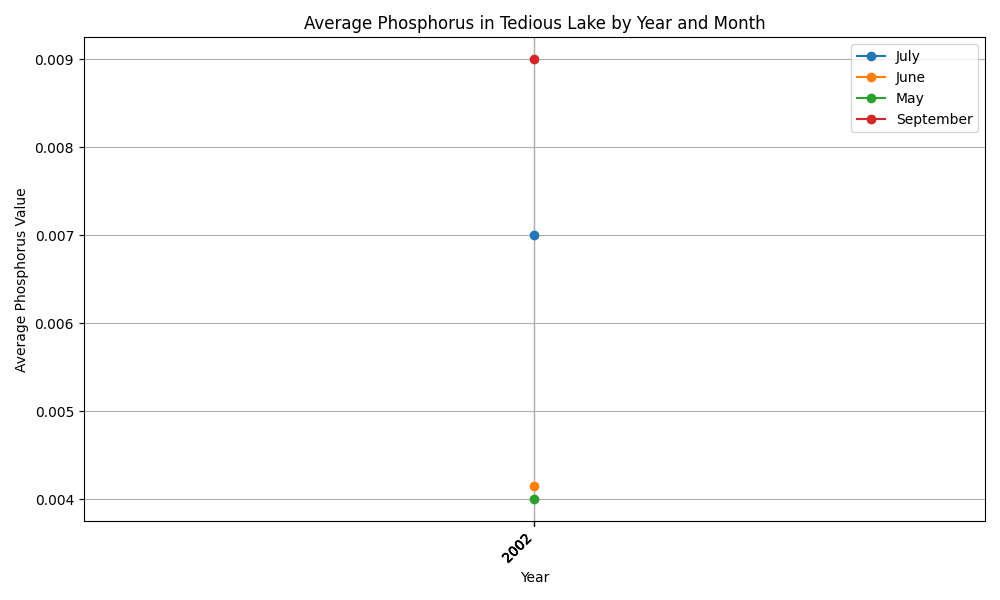 Average Phosphorus in Tedious Lake by Year and Month
July
June
May
September
Average Phosphorus Value
0.009
0.008
0.007
0.006
0.005
0.004
2002
Year